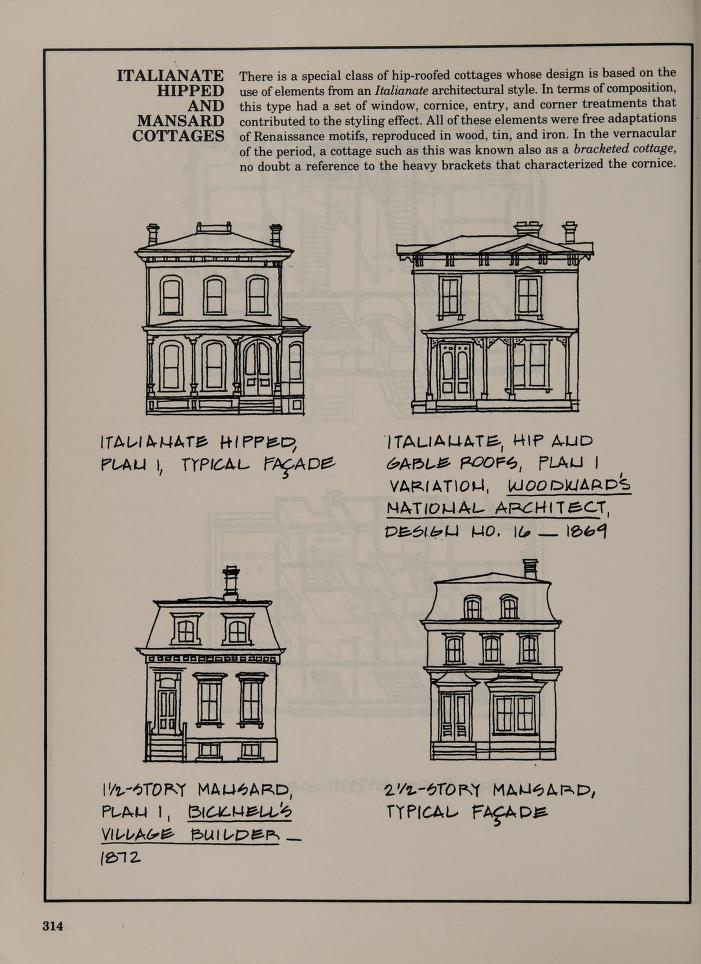 ITALIANATE
HIPPED
AND
MANSARD
COTTAGES
There is a special class of hip-roofed cottages whose design is based on the
use of elements from an Italianate architectural style. In terms of composition,
this type had a set of window, cornice, entry, and corner treatments that
contributed to the styling effect. All of these elements were free adaptations
of Renaissance motifs, reproduced in wood, tin, and iron. In the vernacular
of the period, a cottage such as this was known also as a bracketed cottage,
no doubt a reference to the heavy brackets that characterized the cornice.
ITALIANATE HIPPED,
PLAN 1, TYPICAL FAÇADE
ITALIANATE, HIP AND
GABLE ROOFS, PLAN 1
VARIATION, WOODWARD'S
NATIONAL ARCHITECT,
DESIGN NO. 16 — 1869
1½-STORY MANSARD,
PLAN 1, BICKNELL'S
VILLAGE BUILDER —
1872
2½-STORY MANSARD,
TYPICAL FAÇADE
314